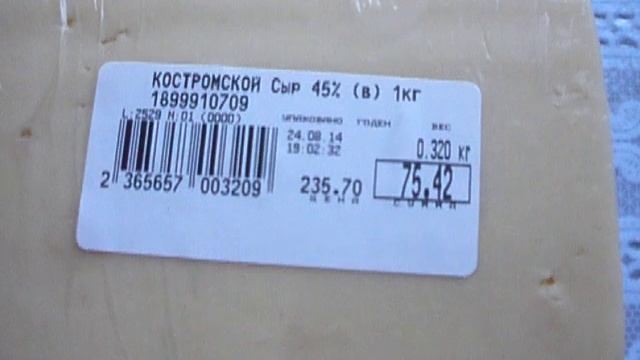 КОСТРОМСКОЙ Сыр 45% (в) 1кг
1899910709
L:2529 M:01 (0000)
УПАКОВАНО ГОДЕН ВЕС
24.08.14
19:02:32
0.320 кг
2 365657 003209
235.70
75.42
ЦЕНА
СУММА